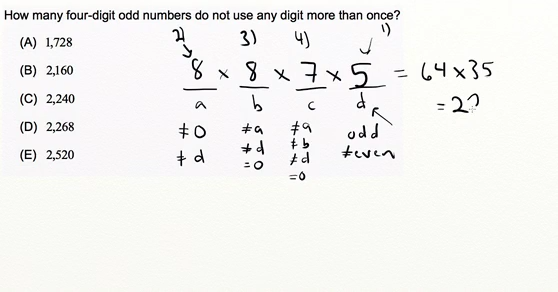 How many four-digit odd numbers do not use any digit more than once?
(A) 1,728
(B) 2,160
(C) 2,240
(D) 2,268
(E) 2,520
2) 3) 4) 1)
8 × 8 × 7 × 5 = 64 × 35
a b c d
= 22
≠0 ≠a ≠a odd
≠d ≠d ≠b ≠even
=0 ≠d
=0